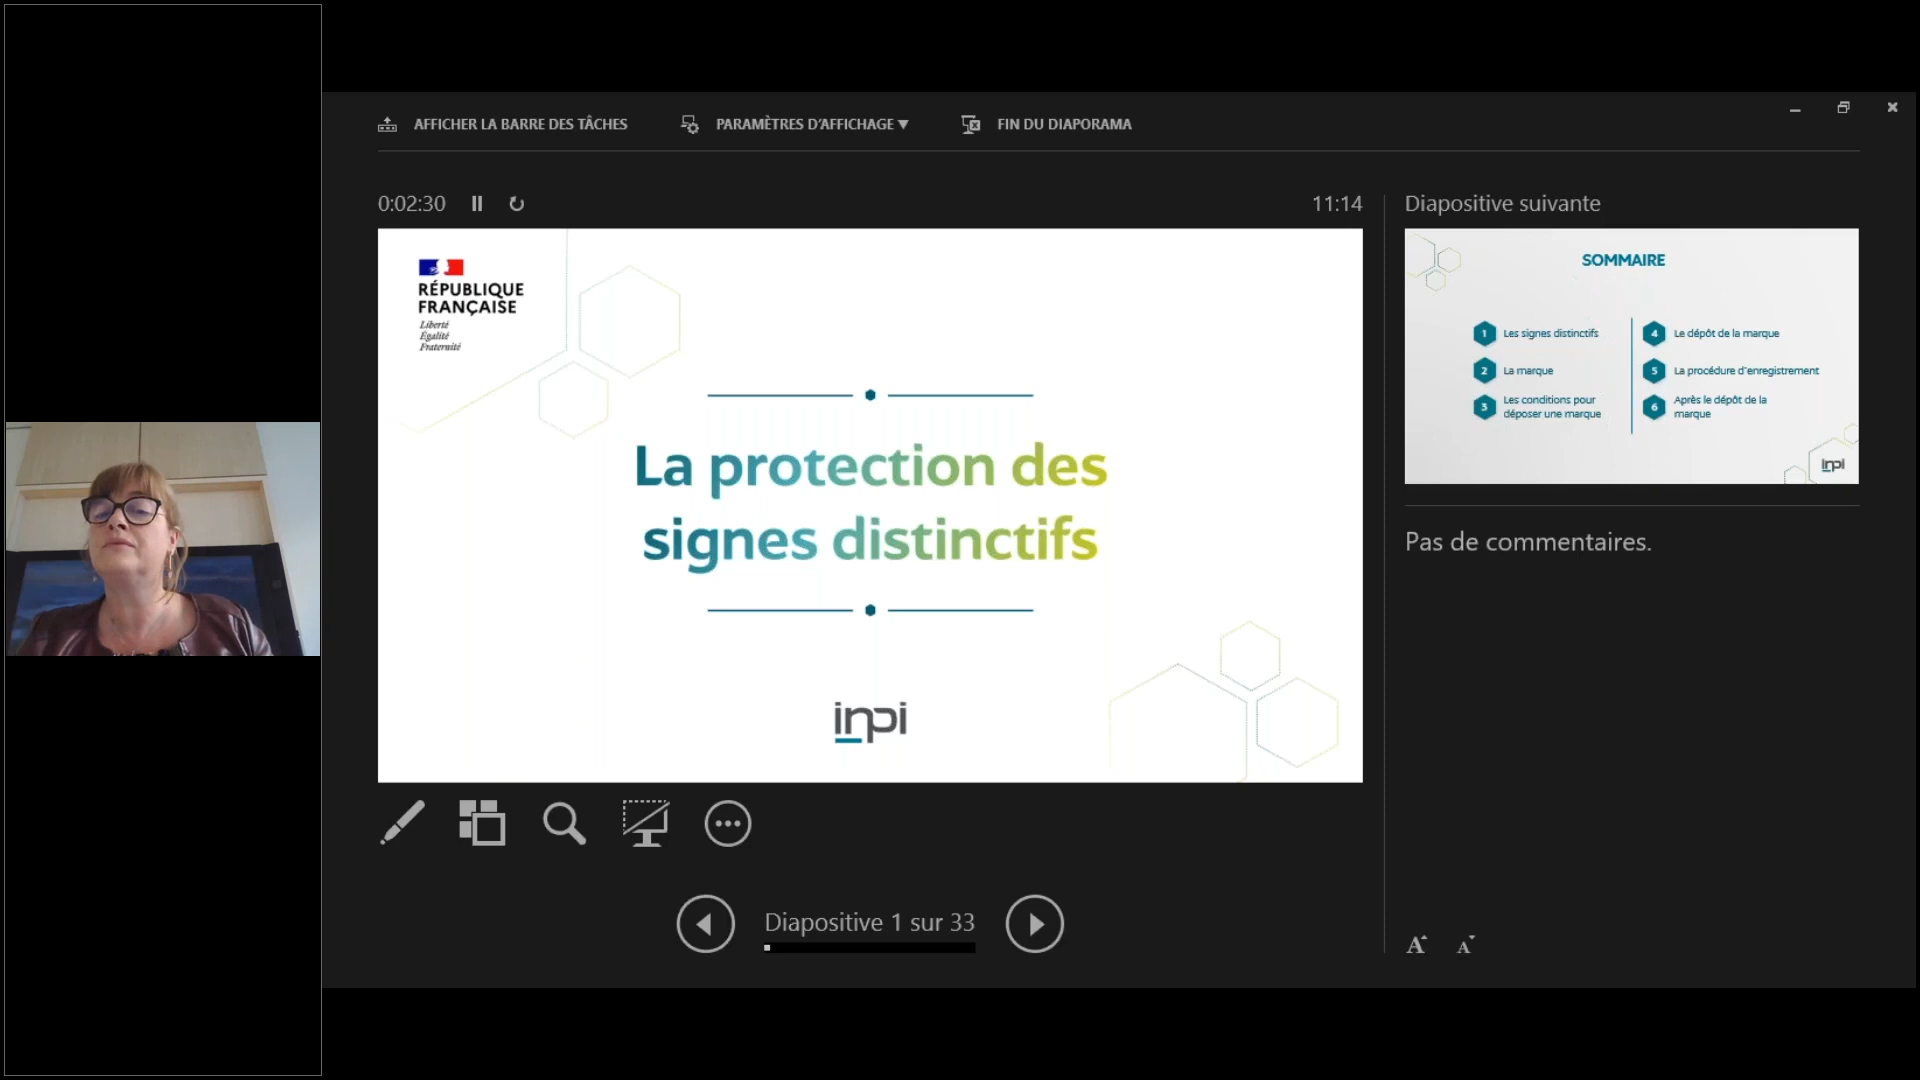 AFFICHER LA BARRE DES TÂCHES
PARAMÈTRES D'AFFICHAGE
FIN DU DIAPORAMA
0:02:30
11:14
RÉPUBLIQUE
FRANÇAISE
Liberté
Égalité
Fraternité
La protection des
signes distinctifs
inpi
Diapositive 1 sur 33
Diapositive suivante
SOMMAIRE
1 Les signes distinctifs
2 La marque
3 Les conditions pour
déposer une marque
4 Le dépôt de la marque
5 La procédure d'enregistrement
6 Après le dépôt de la
marque
inpi
Pas de commentaires.
A A